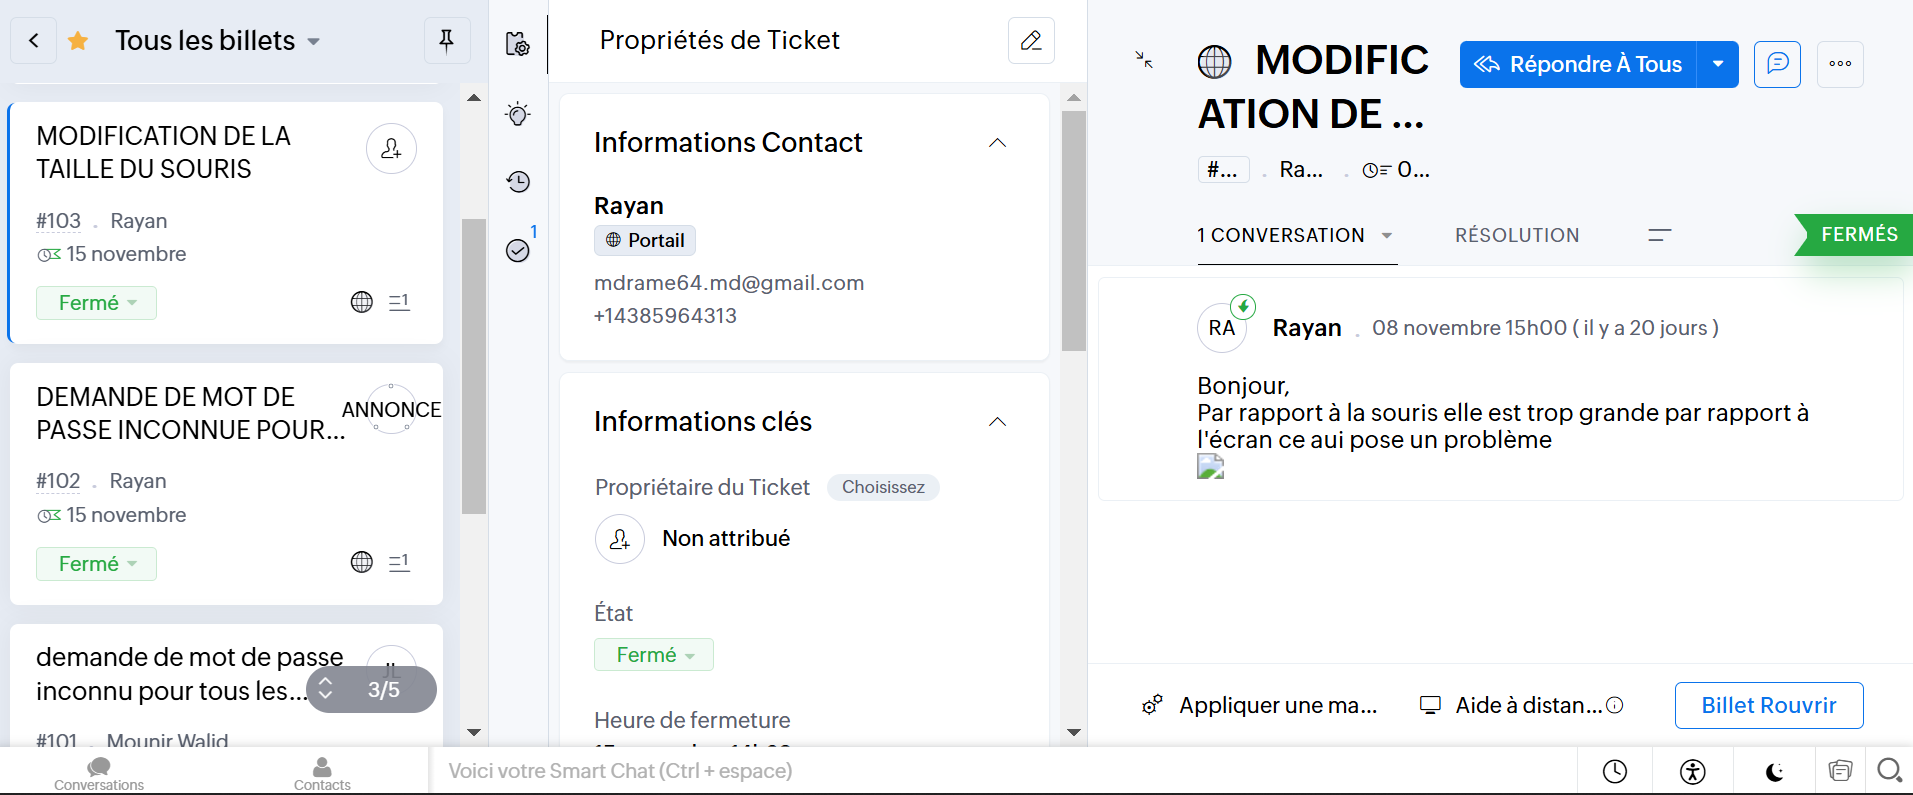 Tous les billets
MODIFICATION DE LA
TAILLE DU SOURIS
#103 . Rayan
15 novembre
Fermé
1
DEMANDE DE MOT DE
PASSE INCONNUE POUR...
ANNONCE
#102 . Rayan
15 novembre
Fermé
1
demande de mot de passe
inconnu pour tous les...
JL
3/5
#101 . Mounir Walid
Conversations
Contacts
1
Propriétés de Ticket
Informations Contact
Rayan
Portail
mdrame64.md@gmail.com
+14385964313
Informations clés
Propriétaire du Ticket Choisissez
Non attribué
État
Fermé
Heure de fermeture
MODIFIC
ATION DE ...
Répondre À Tous
#... . Ra... . 0...
1 CONVERSATION
RÉSOLUTION
FERMÉS
RA
Rayan . 08 novembre 15h00 ( il y a 20 jours )
Bonjour,
Par rapport à la souris elle est trop grande par rapport à
l'écran ce aui pose un problème
Appliquer une ma...
Aide à distan...
Billet Rouvrir
Voici votre Smart Chat (Ctrl + espace)